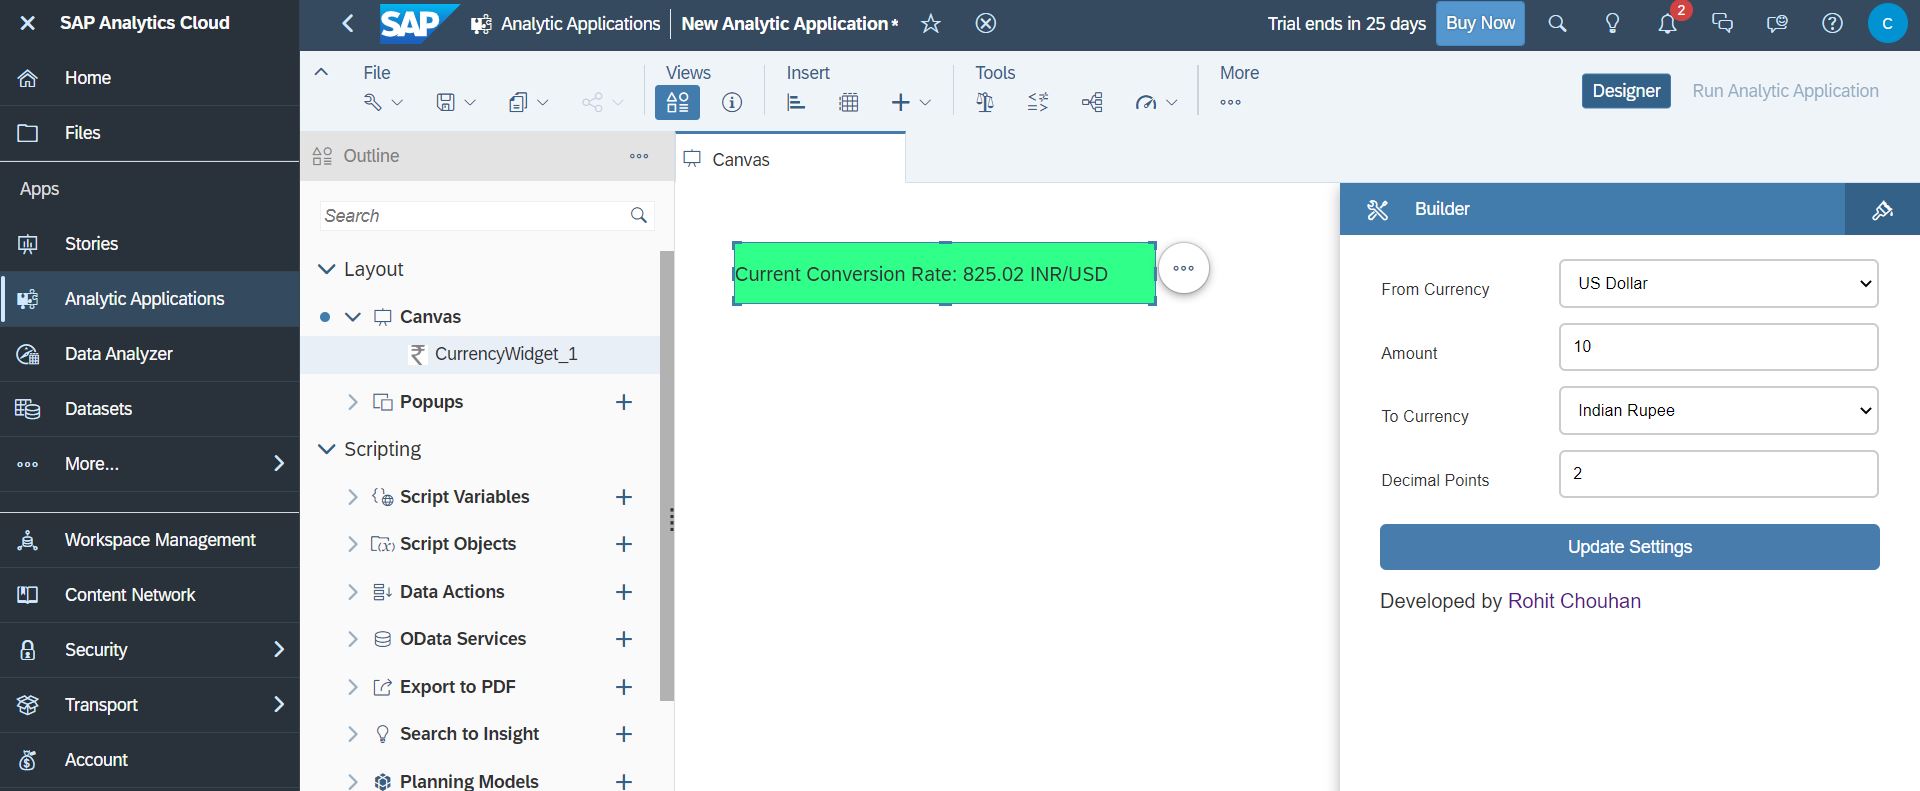 SAP Analytics Cloud
Home
Files
Apps
Stories
Analytic Applications
Data Analyzer
Datasets
More...
Workspace Management
Content Network
Security
Transport
Account
SAP
Analytic Applications
New Analytic Application*
Trial ends in 25 days
Buy Now
2
C
File
Views
Insert
Tools
More
Designer
Run Analytic Application
Outline
Search
Layout
Canvas
CurrencyWidget_1
Popups
Scripting
Script Variables
Script Objects
Data Actions
OData Services
Export to PDF
Search to Insight
Planning Models
Canvas
Current Conversion Rate: 825.02 INR/USD
Builder
From Currency
US Dollar
Amount
10
To Currency
Indian Rupee
Decimal Points
2
Update Settings
Developed by Rohit Chouhan